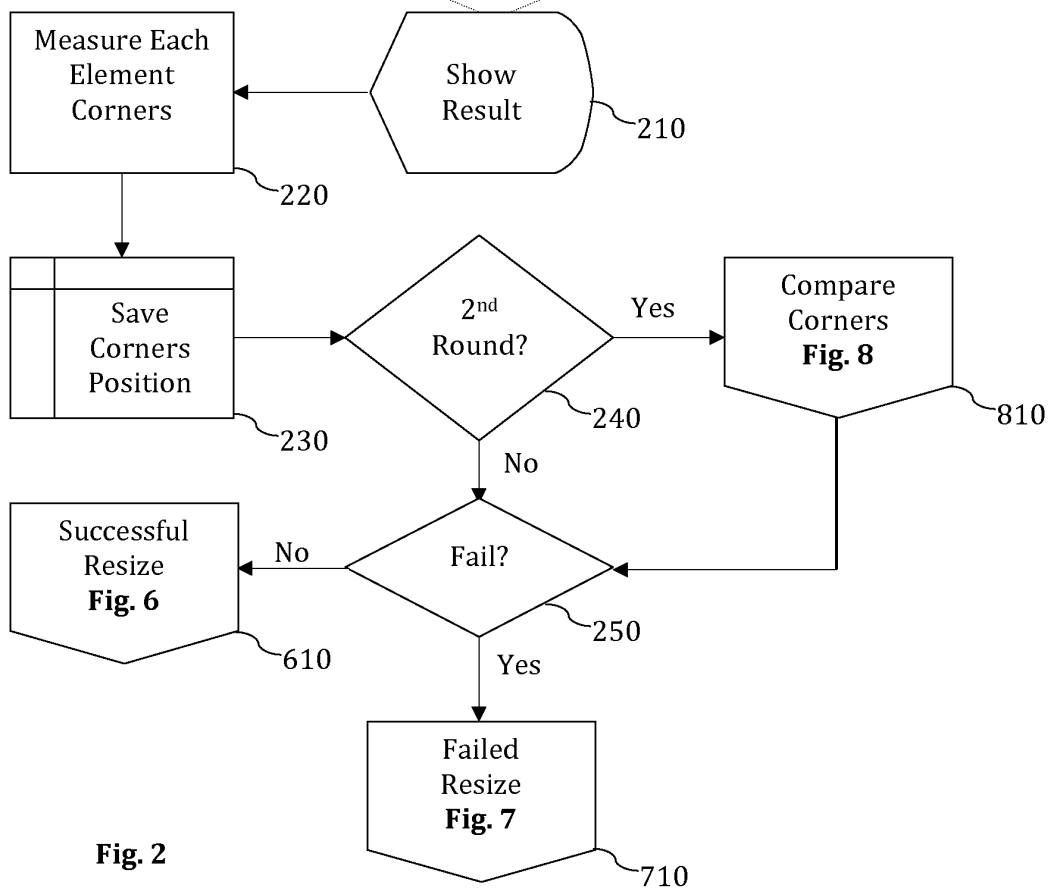 Measure Each
Element
Corners
220
Show
Result
210
Save
Corners
Position
230
2nd
Round?
240
Yes
Compare
Corners
Fig. 8
810
No
Successful
Resize
Fig. 6
610
No
Fail?
250
Yes
Failed
Resize
Fig. 7
710
Fig. 2